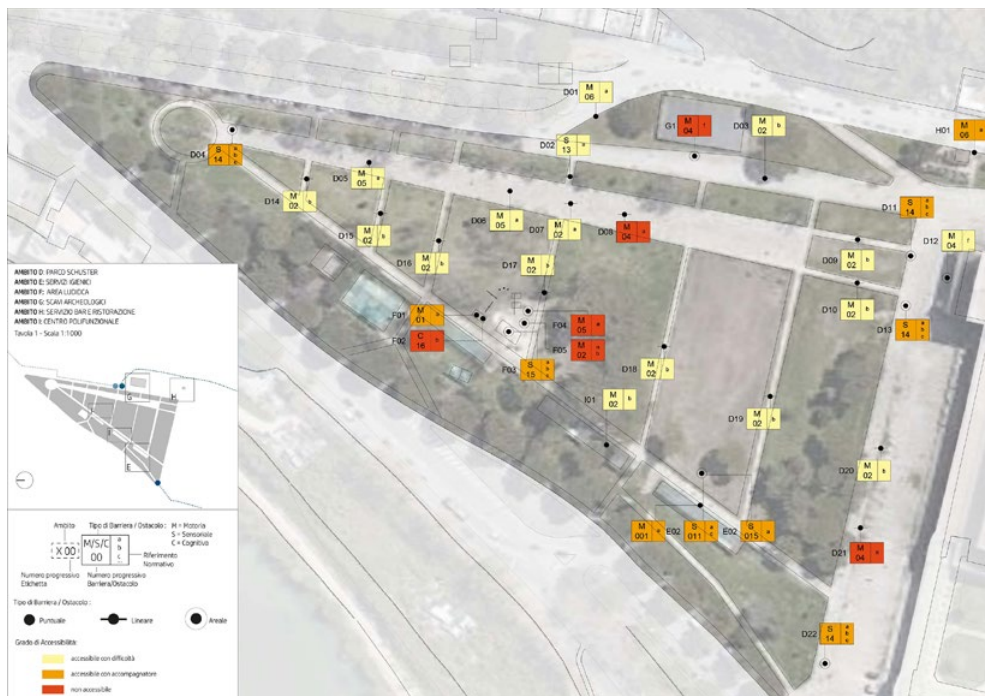 D01
M
06
a
G1
M
04
f
D03
M
02
b
H01
M
06
a
D02
S
13
D04
S
14
a
b
b
D05
M
05
a
D14
M
02
b
D06
M
05
a
D07
M
02
a
D08
M
04
D11
S
14
a
b
c
D12
M
04
f
D15
M
02
b
D16
M
02
b
D17
M
02
b
D09
M
02
b
D10
M
02
b
D13
S
14
a
b
c
F01
M
01
F02
C
16
b
F04
M
05
a
F05
M
02
a
b
F03
S
15
a
b
c
D18
M
02
b
I01
M
02
b
D19
M
02
b
D20
M
02
b
M
001
E02
S
011
a
c
E02
S
015
a
D21
M
04
D22
S
14
a
b
c
AMBITO D: PARCO SCHUSTER
AMBITO E: SERVIZI IGIENICI
AMBITO F: AREA LUDICA
AMBITO G: SCAVI ARCHEOLOGICI
AMBITO H: SERVIZIO BAR E RISTORAZIONE
AMBITO I: CENTRO POLIFUNZIONALE
Tavola 1 - Scala 1:1000
G
H
F
E
Ambito
Tipo di Barriera / Ostacolo :
M = Motoria
S = Sensoriale
C = Cognitivo
X 00
M/S/C
00
a
b
c
...
Riferimento
Normativo
Numero progressivo
Etichetta
Numero progressivo
Barriera/Ostacolo
Tipo di Barriera / Ostacolo :
Puntuale
Lineare
Areale
Grado di Accessibilità:
accessibile con difficoltà
accessibile con accompagnatore
non accessibile